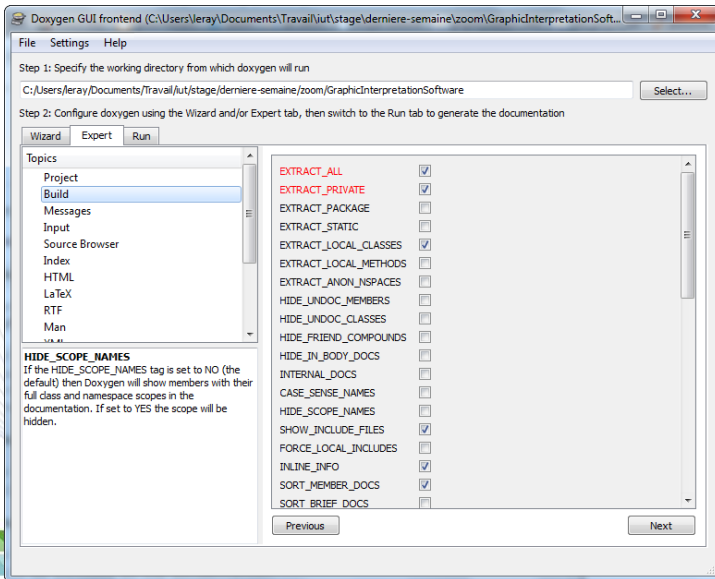 Doxygen GUI frontend (C:\Users\leray\Documents\Travail\iut\stage\derniere-semaine\zoom\GraphicInterpretationSoft...
File Settings Help
Step 1: Specify the working directory from which doxygen will run
C:/Users/leray/Documents/Travail/iut/stage/derniere-semaine/zoom/GraphicInterpretationSoftware
Select...
Step 2: Configure doxygen using the Wizard and/or Expert tab, then switch to the Run tab to generate the documentation
Wizard Expert Run
Topics
Project
Build
Messages
Input
Source Browser
Index
HTML
LaTeX
RTF
Man
XML
HIDE_SCOPE_NAMES
If the HIDE_SCOPE_NAMES tag is set to NO (the
default) then Doxygen will show members with their
full class and namespace scopes in the
documentation. If set to YES the scope will be
hidden.
EXTRACT_ALL
EXTRACT_PRIVATE
EXTRACT_PACKAGE
EXTRACT_STATIC
EXTRACT_LOCAL_CLASSES
EXTRACT_LOCAL_METHODS
EXTRACT_ANON_NSPACES
HIDE_UNDOC_MEMBERS
HIDE_UNDOC_CLASSES
HIDE_FRIEND_COMPOUNDS
HIDE_IN_BODY_DOCS
INTERNAL_DOCS
CASE_SENSE_NAMES
HIDE_SCOPE_NAMES
SHOW_INCLUDE_FILES
FORCE_LOCAL_INCLUDES
INLINE_INFO
SORT_MEMBER_DOCS
SORT_BRIEF_DOCS
Previous
Next